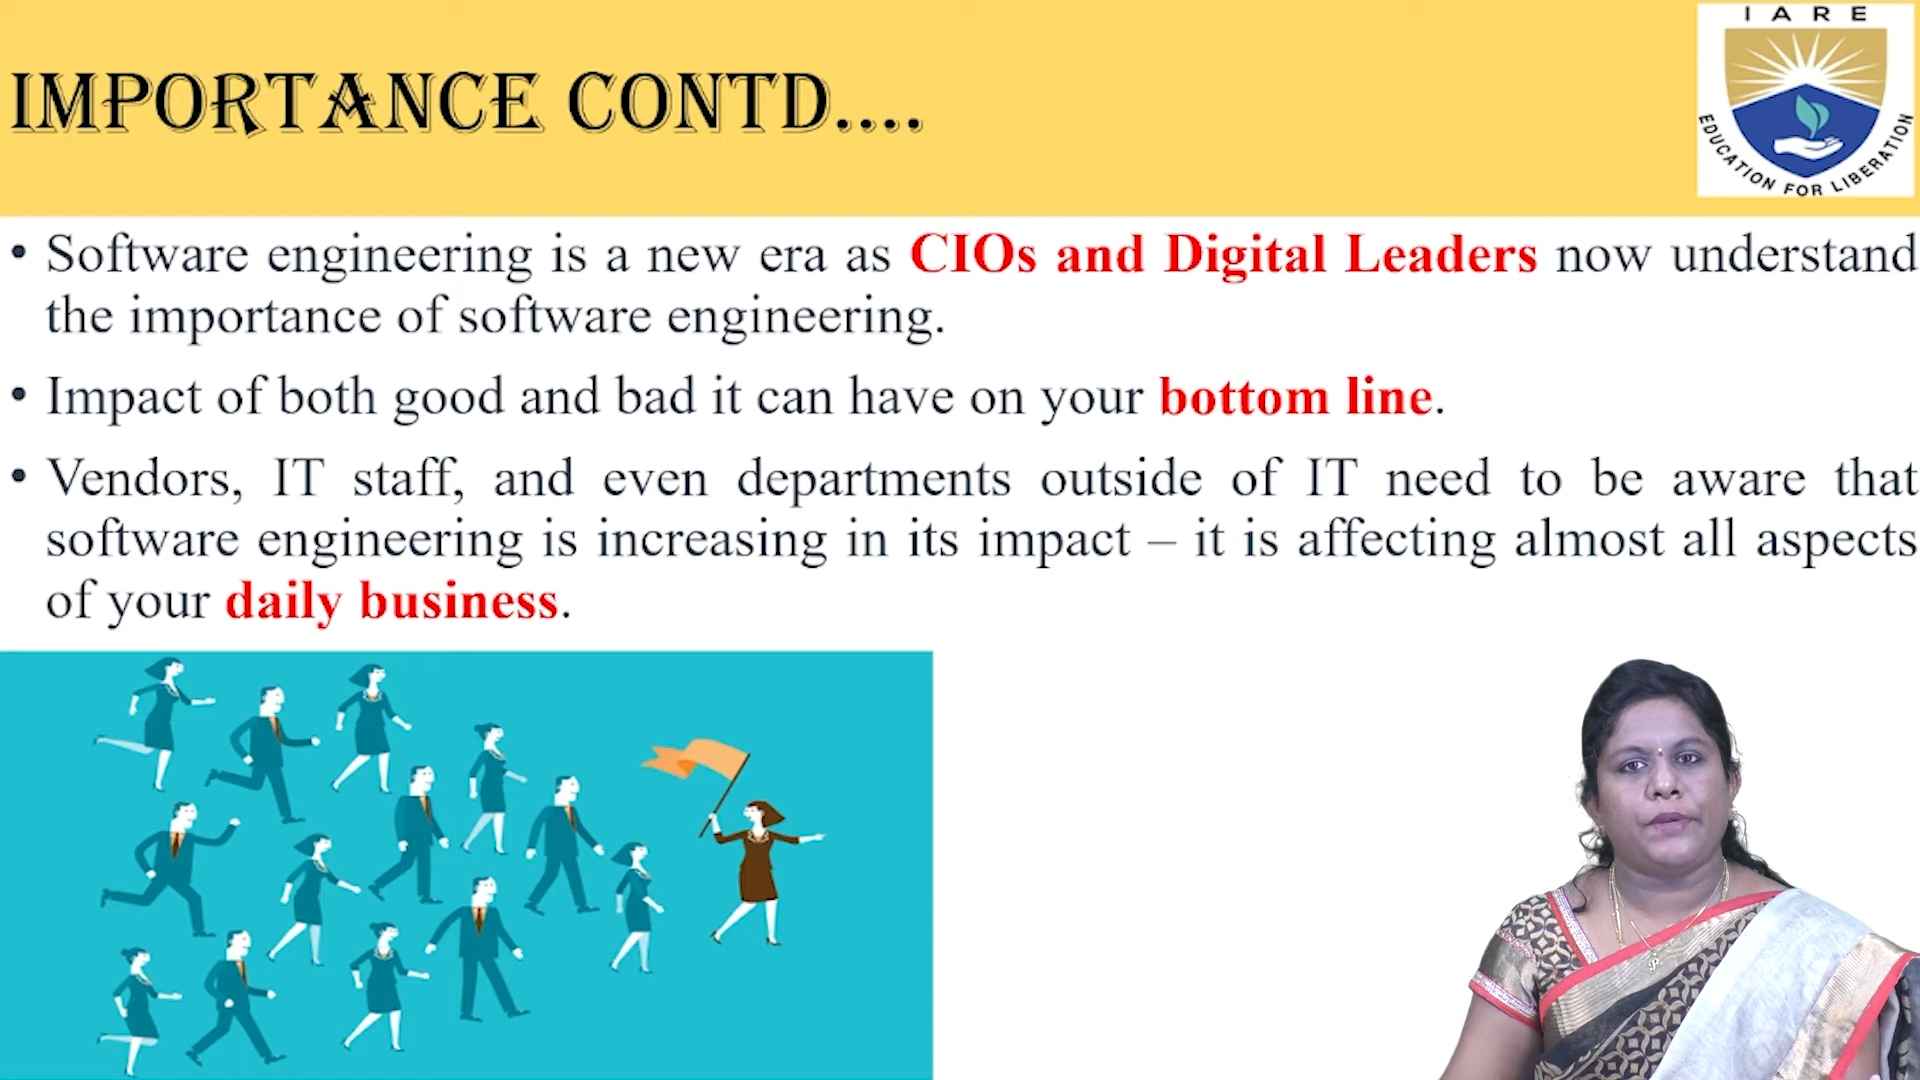 IARE
IMPORTANCE CONTD....
EDUCATION FOR LIBERATION
• Software engineering is a new era as CIOs and Digital Leaders now understand
the importance of software engineering.
• Impact of both good and bad it can have on your bottom line.
• Vendors, IT staff, and even departments outside of IT need to be aware that
software engineering is increasing in its impact – it is affecting almost all aspects
of your daily business.